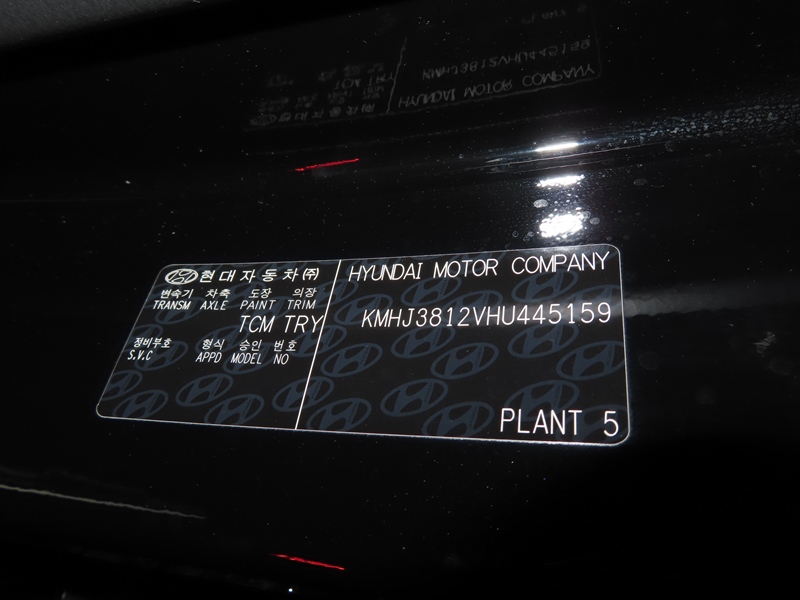 현대자동차㈜
변속기 차축 도장 의장
TRANSM AXLE PAINT TRIM
TCM TRY
정비부호 형식 승인 번호
S.V.C APPD MODEL NO
HYUNDAI MOTOR COMPANY
KMHJ3812VHU445159
PLANT 5